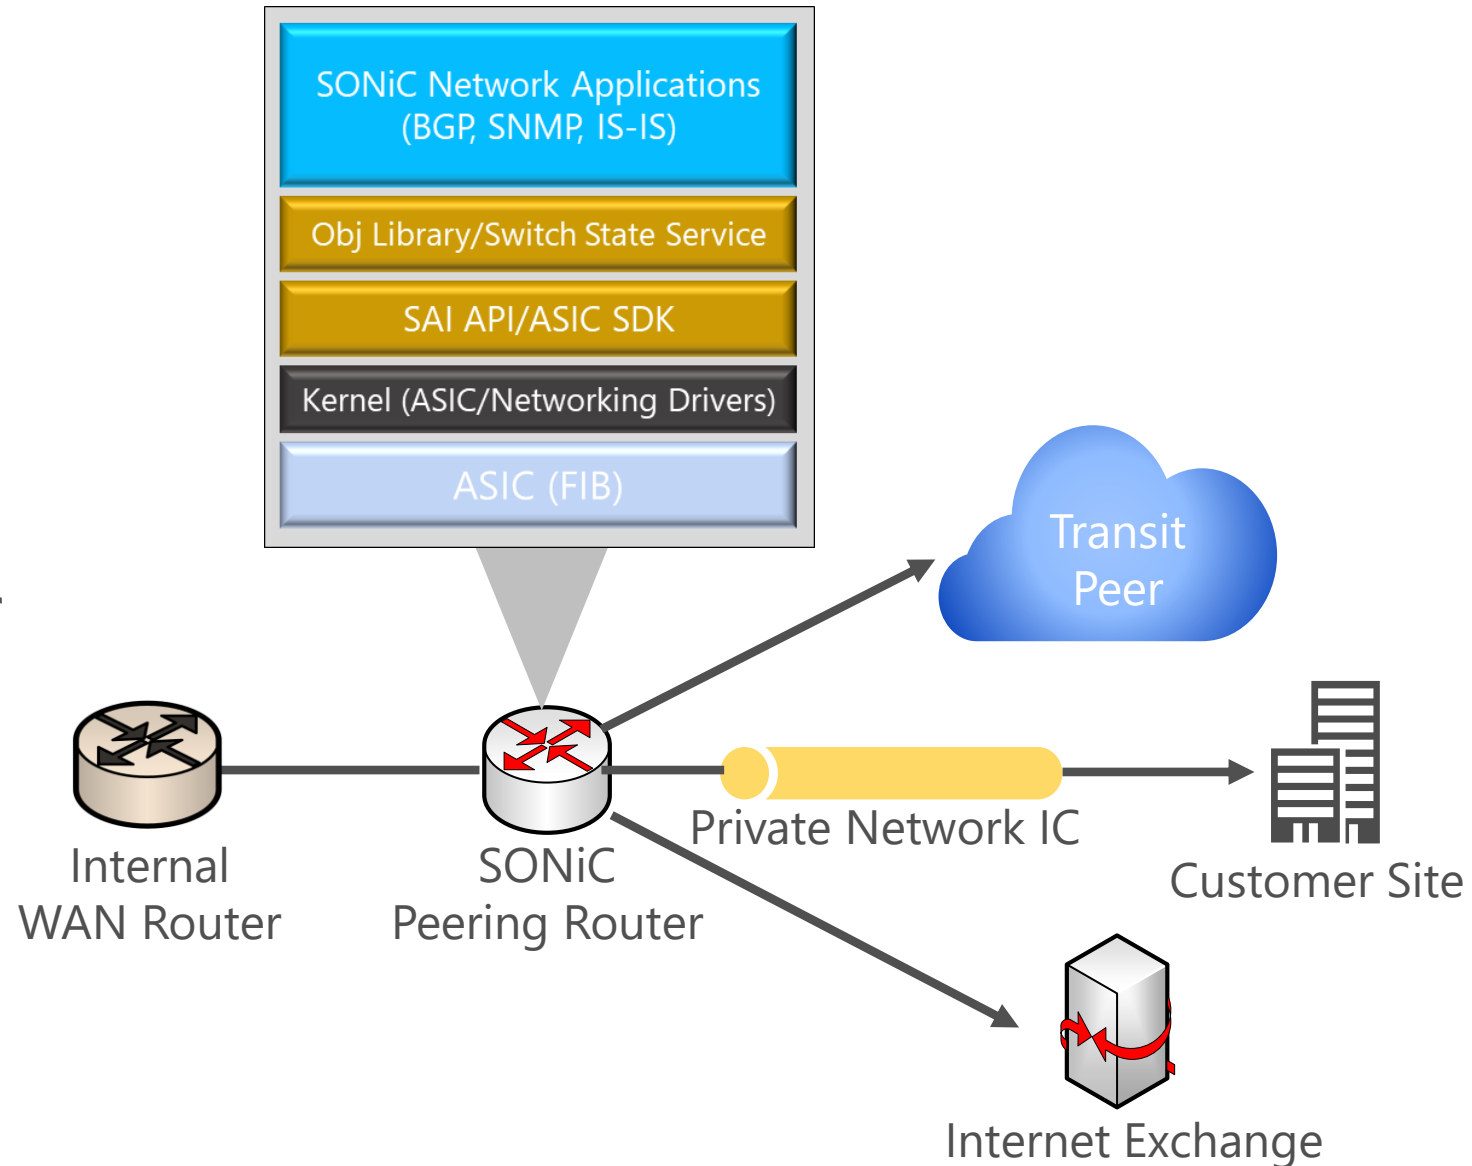 SONiC Network Applications
(BGP, SNMP, IS-IS)
Obj Library/Switch State Service
SAI API/ASIC SDK
Kernel (ASIC/Networking Drivers)
ASIC (FIB)
Transit
Peer
Private Network IC
Internal
WAN Router
SONiC
Peering Router
Customer Site
Internet Exchange